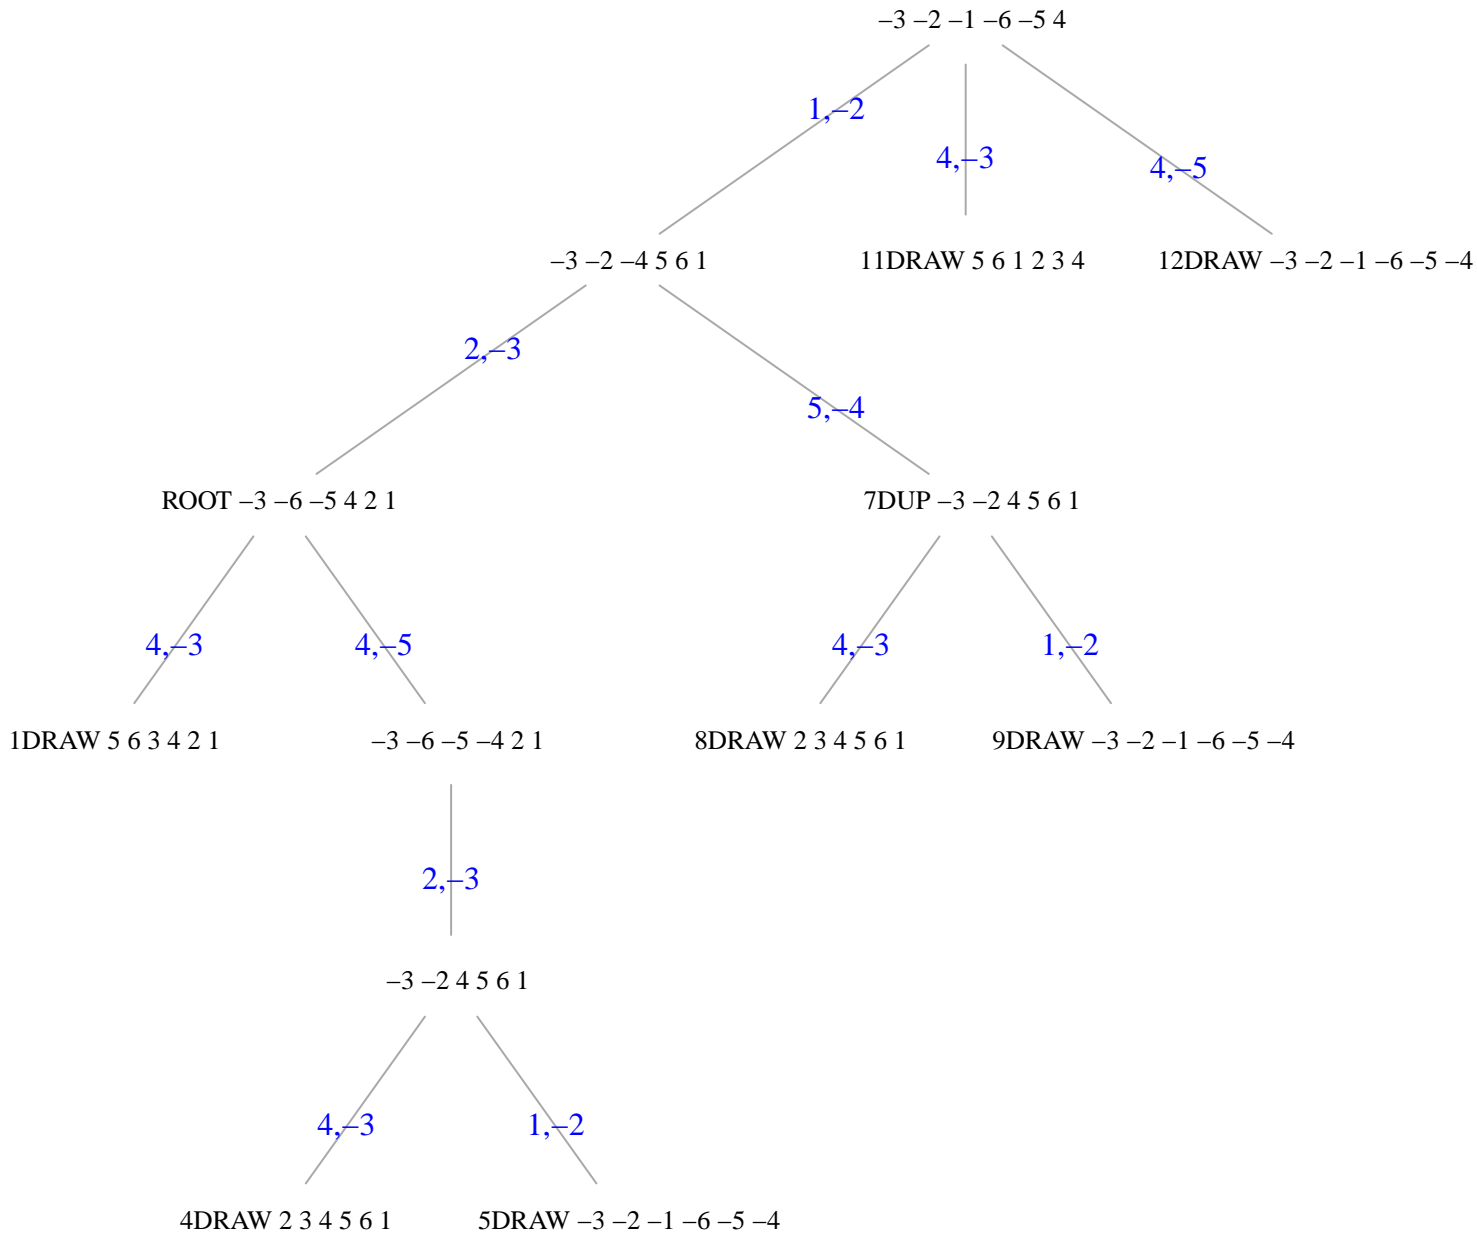 –3 –2 –1 –6 –5 4
1,–2
4,–3
4,–5
–3 –2 –4 5 6 1
11DRAW 5 6 1 2 3 4
12DRAW –3 –2 –1 –6 –5 –4
2,–3
5,–4
ROOT –3 –6 –5 4 2 1
7DUP –3 –2 4 5 6 1
4,–3
4,–5
4,–3
1,–2
1DRAW 5 6 3 4 2 1
–3 –6 –5 –4 2 1
8DRAW 2 3 4 5 6 1
9DRAW –3 –2 –1 –6 –5 –4
2,–3
–3 –2 4 5 6 1
4,–3
1,–2
4DRAW 2 3 4 5 6 1
5DRAW –3 –2 –1 –6 –5 –4